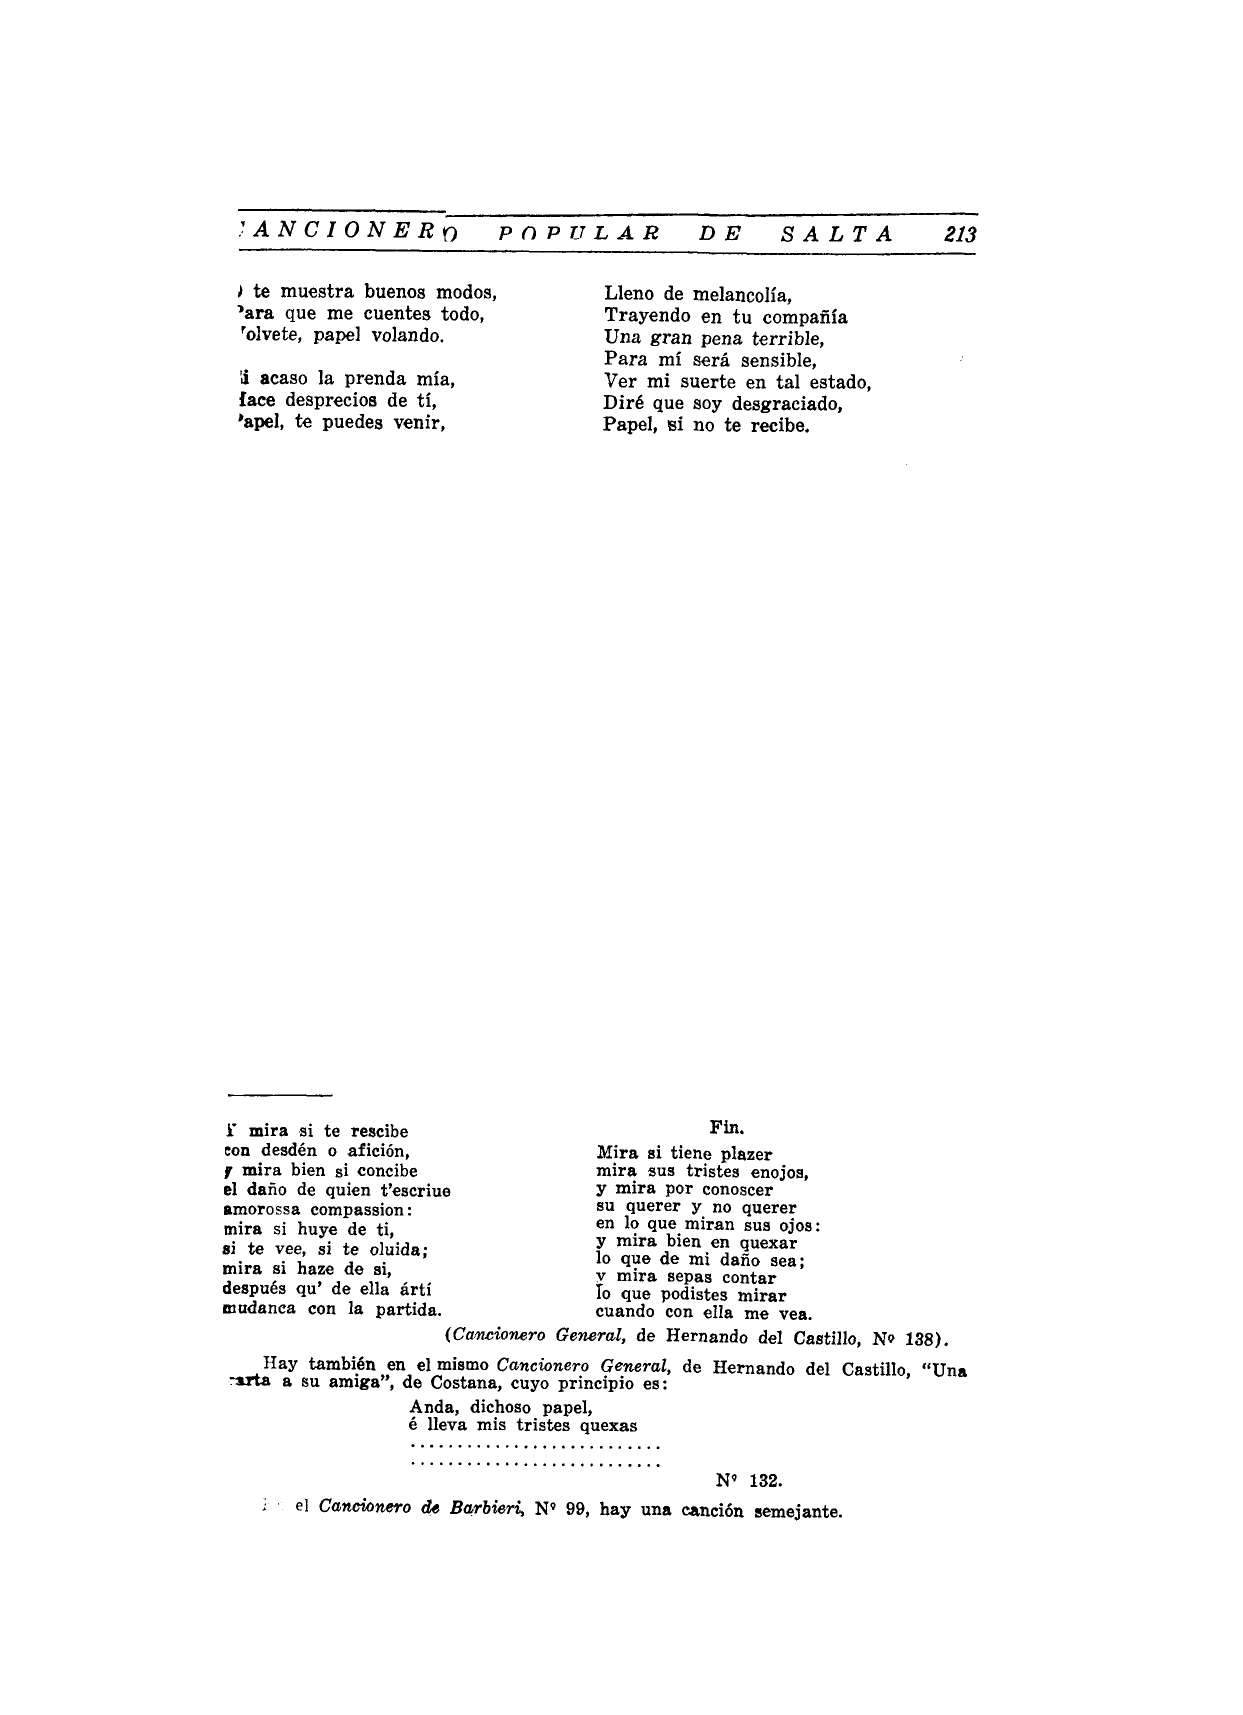 CANCIONERO POPULAR DE SALTA 213
te muestra buenos modos,
Para que me cuentes todo,
Volvete, papel volando.
Si acaso la prenda mía,
Hace desprecios de tí,
Papel, te puedes venir,
Lleno de melancolía,
Trayendo en tu compañía
Una gran pena terrible,
Para mí será sensible,
Ver mi suerte en tal estado,
Diré que soy desgraciado,
Papel, si no te recibe.
Y mira si te rescibe
con desdén o afición,
y mira bien si concibe
el daño de quien t'escriue
amorossa compassion:
mira si huye de ti,
si te vee, si te oluida;
mira si haze de si,
después qu' de ella ártí
mudanca con la partida.
Fin.
Mira si tiene plazer
mira sus tristes enojos,
y mira por conoscer
su querer y no querer
en lo que miran sus ojos:
y mira bien en quexar
lo que de mi daño sea;
y mira sepas contar
lo que podistes mirar
cuando con ella me vea.
(Cancionero General, de Hernando del Castillo, Nº 138).
Hay también en el mismo Cancionero General, de Hernando del Castillo, “Una
carta a su amiga”, de Costana, cuyo principio es:
Anda, dichoso papel,
é lleva mis tristes quexas
...........................
...........................
Nº 132.
el Cancionero de Barbieri, Nº 99, hay una canción semejante.